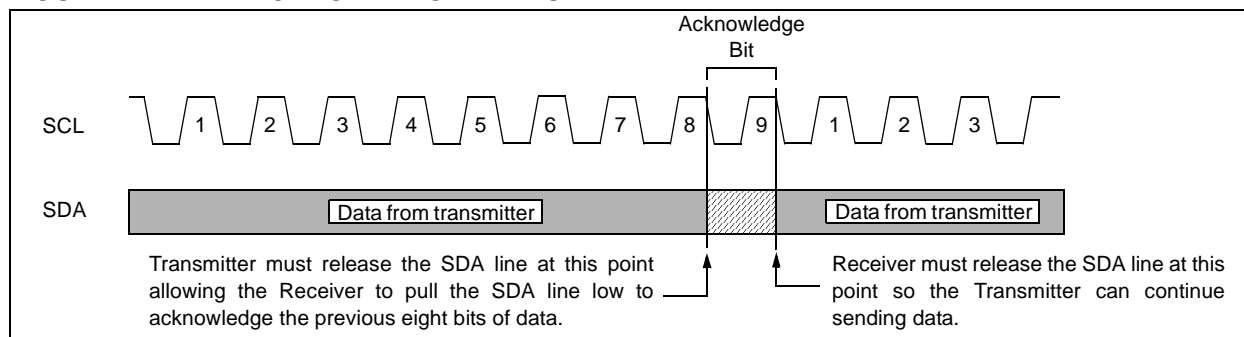 Acknowledge
Bit
SCL
1 2 3 4 5 6 7 8 9 1 2 3
SDA
Data from transmitter
Data from transmitter
Transmitter must release the SDA line at this point
allowing the Receiver to pull the SDA line low to
acknowledge the previous eight bits of data.
Receiver must release the SDA line at this
point so the Transmitter can continue
sending data.